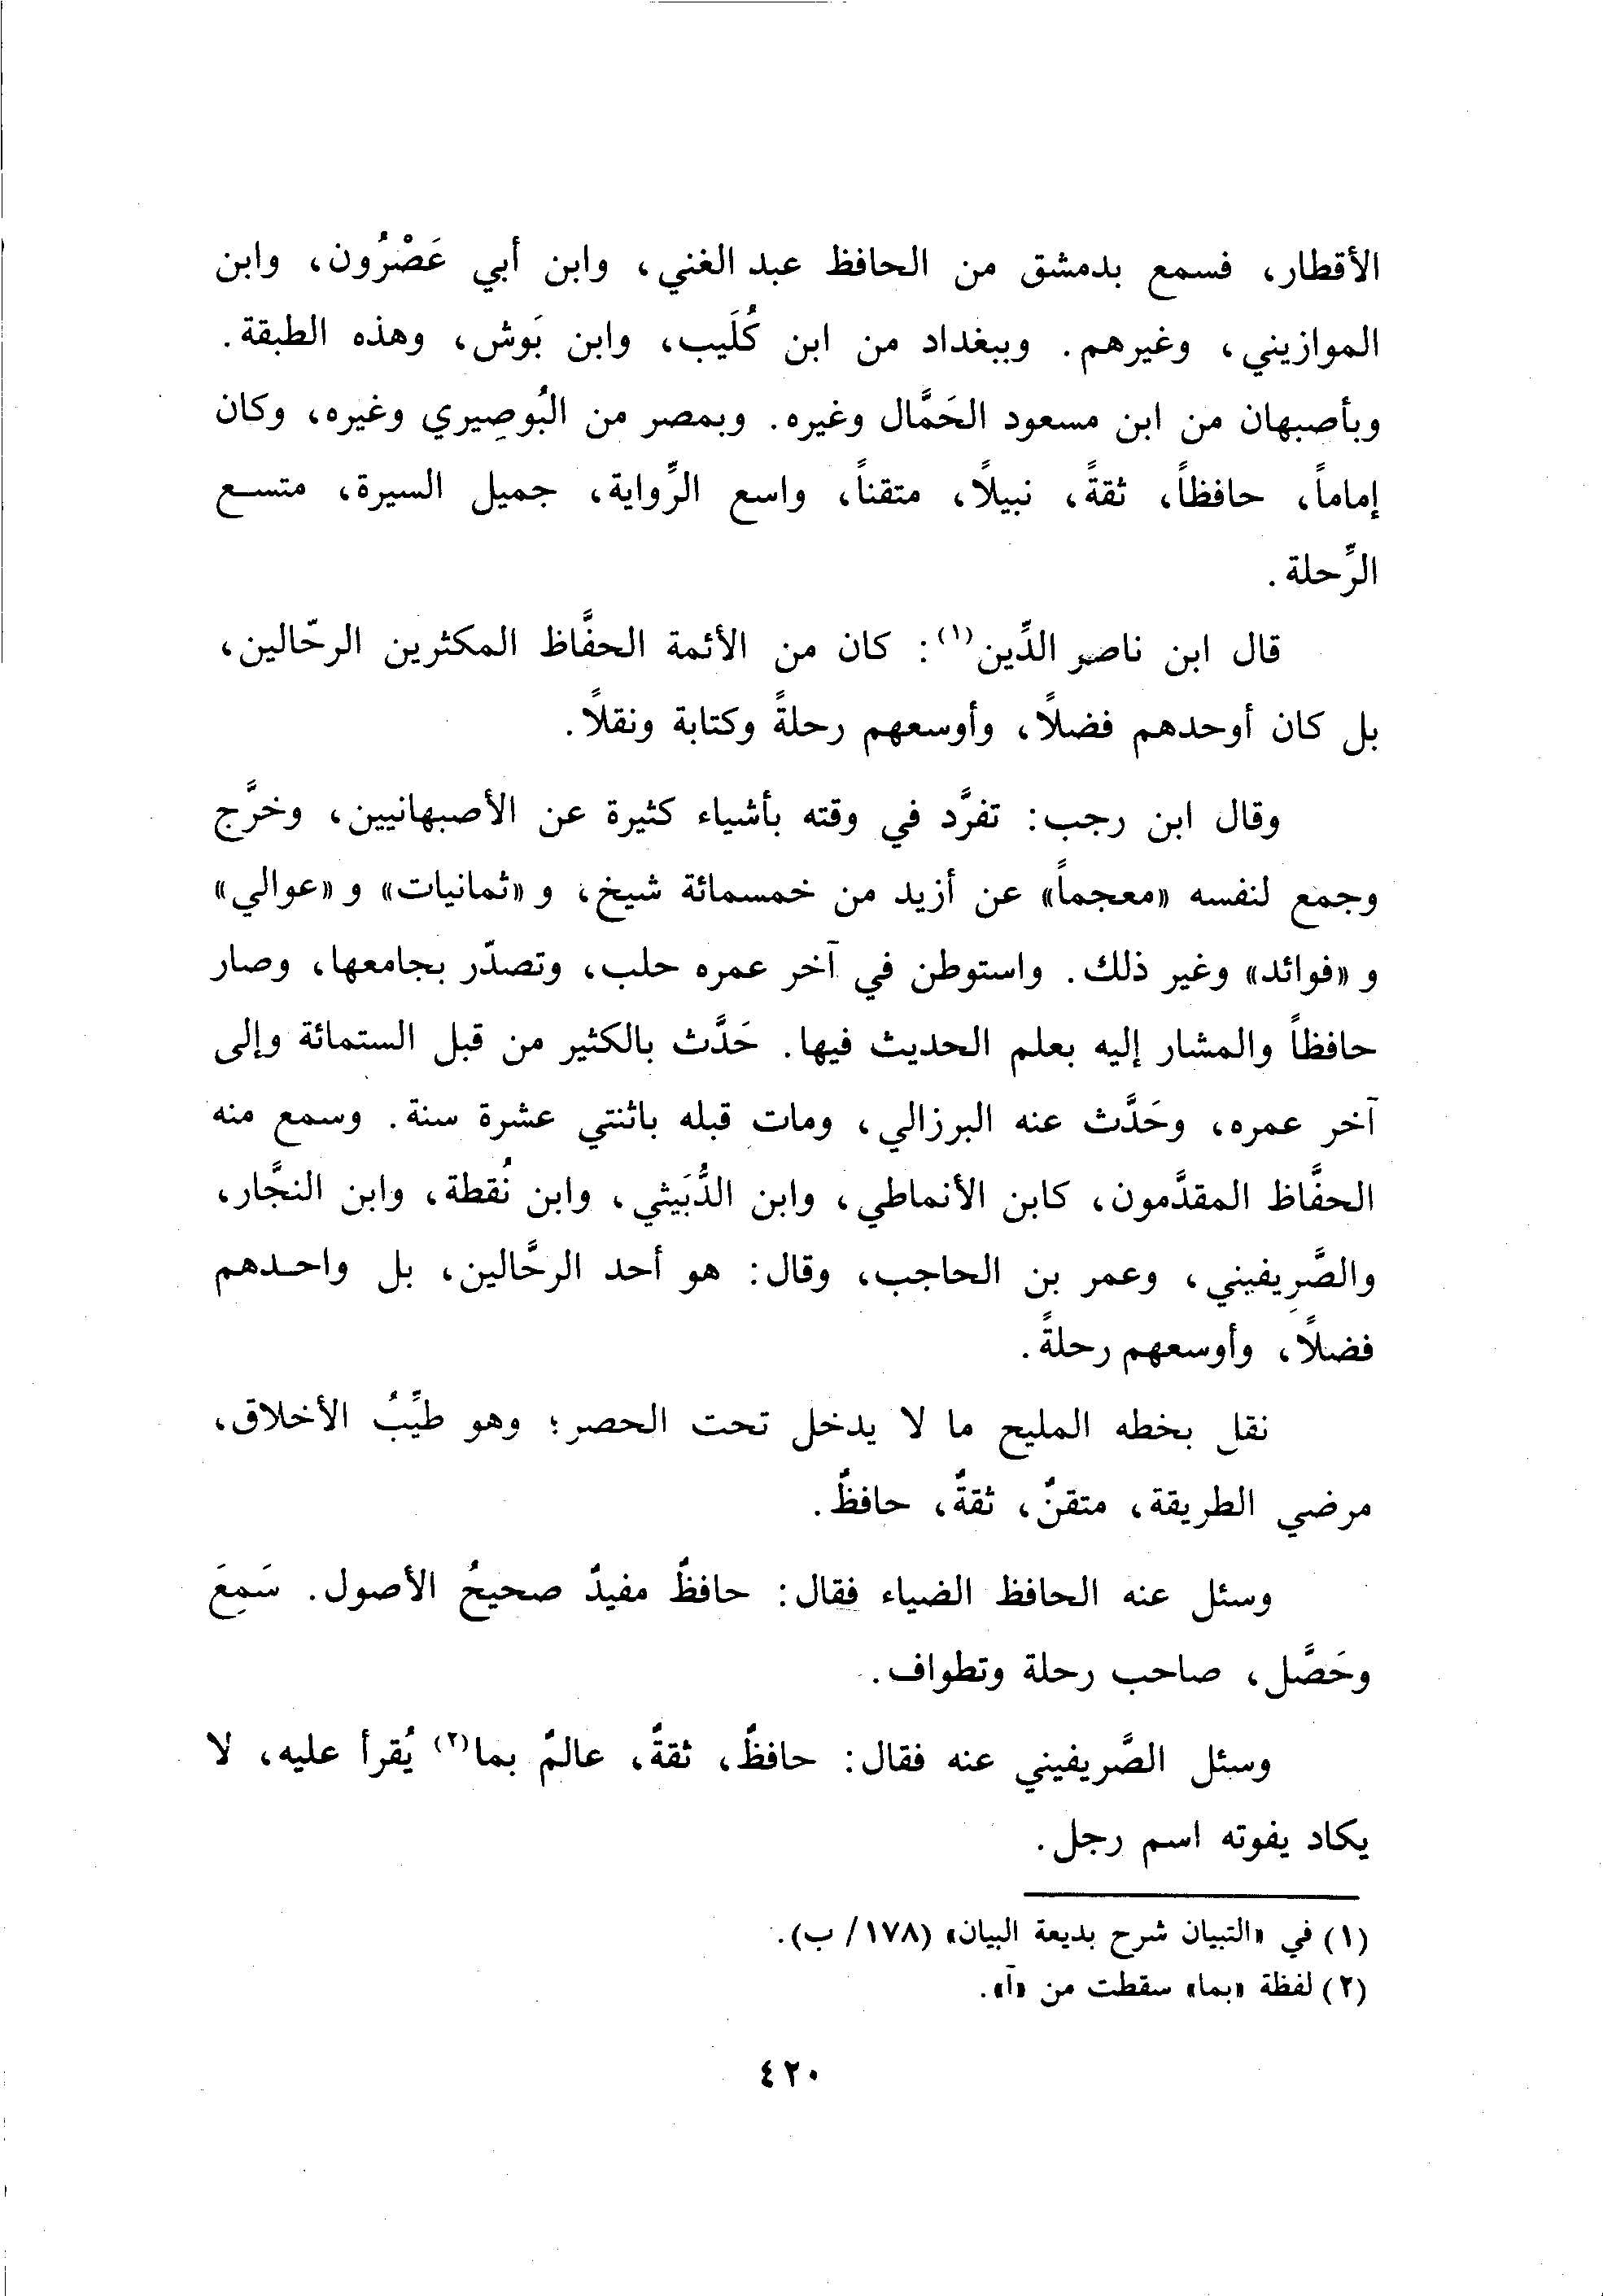 الأقطار، فسمع بدمشق من الحافظ عبد الغني، وابن أبي عَصْرُون، وابن
الموازيني، وغيرهم. وببغداد من ابن كُلَيب، وابن بَوش، وهذه الطبقة.
وبأصبهان من ابن مسعود الحَمَّال وغيره. وبمصر من البُوصِيري وغيره، وكان
إماماً، حافظاً، ثقةً، نبيلاً، متقناً، واسع الرِّواية، جميل السيرة، متسع
الرِّحلة.
قال ابن ناصر الدِّين(١): كان من الأئمة الحفَّاظ المكثرين الرحّالين،
بل كان أوحدهم فضلاً، وأوسعهم رحلةً وكتابة ونقلاً.
وقال ابن رجب: تفرَّد في وقته بأشياء كثيرة عن الأصبهانيين، وخرَّج
وجمع لنفسه «معجماً» عن أزيد من خمسمائة شيخ، و «ثمانيات» و «عوالي»
و «فوائد» وغير ذلك. واستوطن في آخر عمره حلب، وتصدّر بجامعها، وصار
حافظاً والمشار إليه بعلم الحديث فيها. حَدَّث بالكثير من قبل الستمائة وإلى
آخر عمره، وحَدَّث عنه البرزالي، ومات قبله باثنتي عشرة سنة. وسمع منه
الحفَّاظ المقدَّمون، كابن الأنماطي، وابن الدُّبَيثي، وابن نُقطة، وابن النجَّار،
والصَّرِيفيني، وعمر بن الحاجب، وقال: هو أحد الرحَّالين، بل واحدهم
فضلاً، وأوسعهم رحلةً.
نقل بخطه المليح ما لا يدخل تحت الحصر؛ وهو طيِّبُ الأخلاق،
مرضي الطريقة، متقنٌ، ثقةٌ، حافظٌ.
وسئل عنه الحافظ الضياء فقال: حافظٌ مفيدٌ صحيحُ الأصول. سَمِعَ
وحَصَّل، صاحب رحلة وتطواف.
وسئل الصَّريفيني عنه فقال: حافظٌ، ثقةٌ، عالمٌ بما(٢) يُقرأ عليه، لا
يكاد يفوته اسم رجل.
(١) في «التبيان شرح بديعة البيان» (١٧٨/ ب).
(٢) لفظة «بما» سقطت من «آ».
٤٢٠